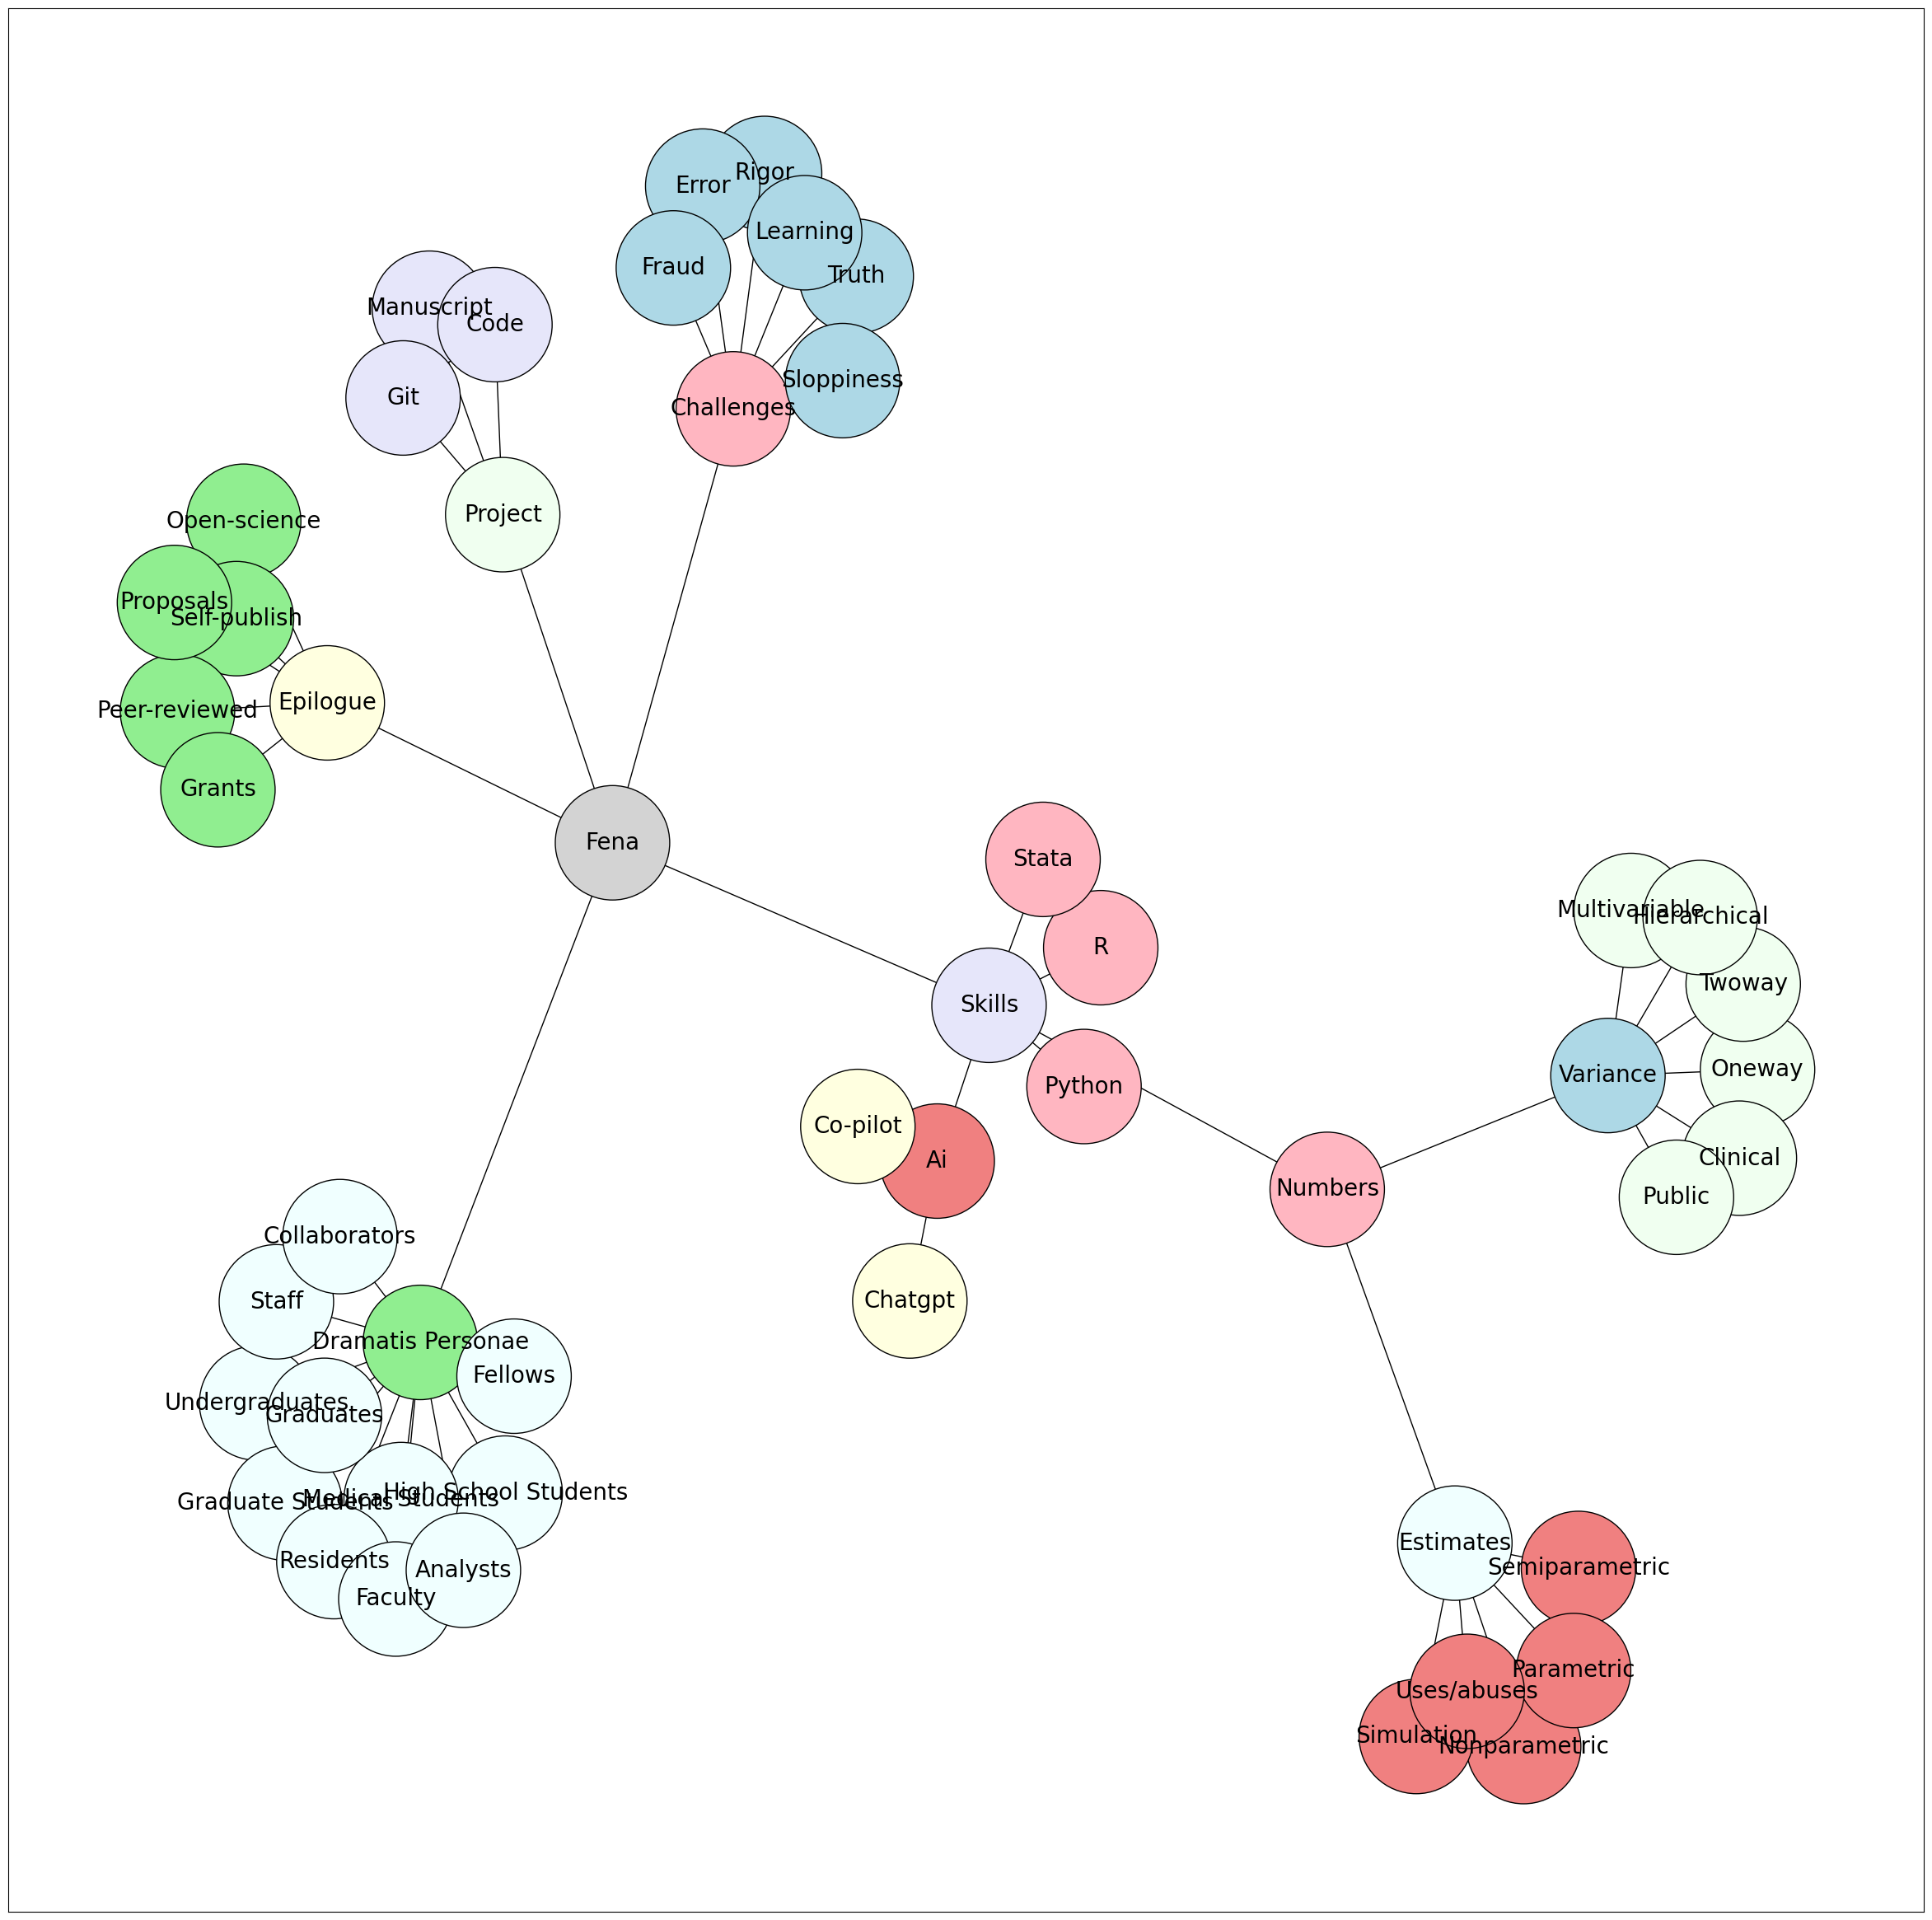 Rigor
Error
Learning
Fraud
Truth
Manuscript
Code
Sloppiness
Git
Challenges
Project
Open-science
Proposals
Self-publish
Epilogue
Peer-reviewed
Grants
Fena
Stata
Multivariable
Hierarchical
R
Twoway
Skills
Oneway
Variance
Python
Co-pilot
Clinical
Ai
Numbers
Public
Collaborators
Staff
Chatgpt
Dramatis Personae
Fellows
Undergraduates
Graduates
High School Students
Medical Students
Graduate Students
Estimates
Residents
Semiparametric
Analysts
Faculty
Parametric
Uses/abuses
Simulation
Nonparametric